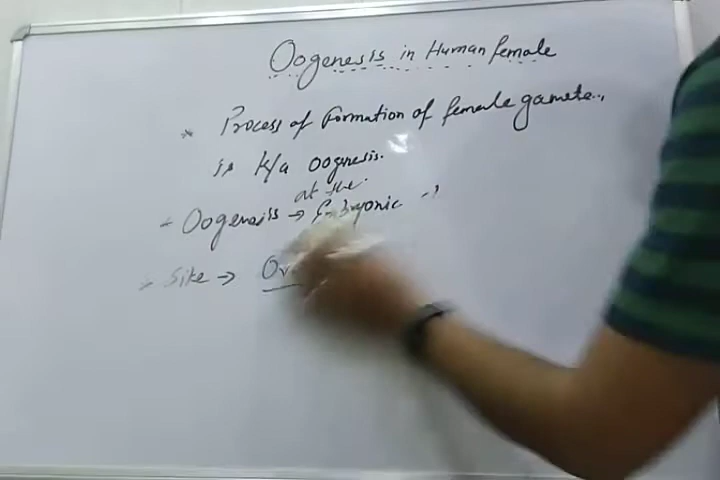 Oogenesis in Human female
* Process of formation of female gamete..
is k/a oogenesis.
at the
Oogenesis → Embryonic
Site →